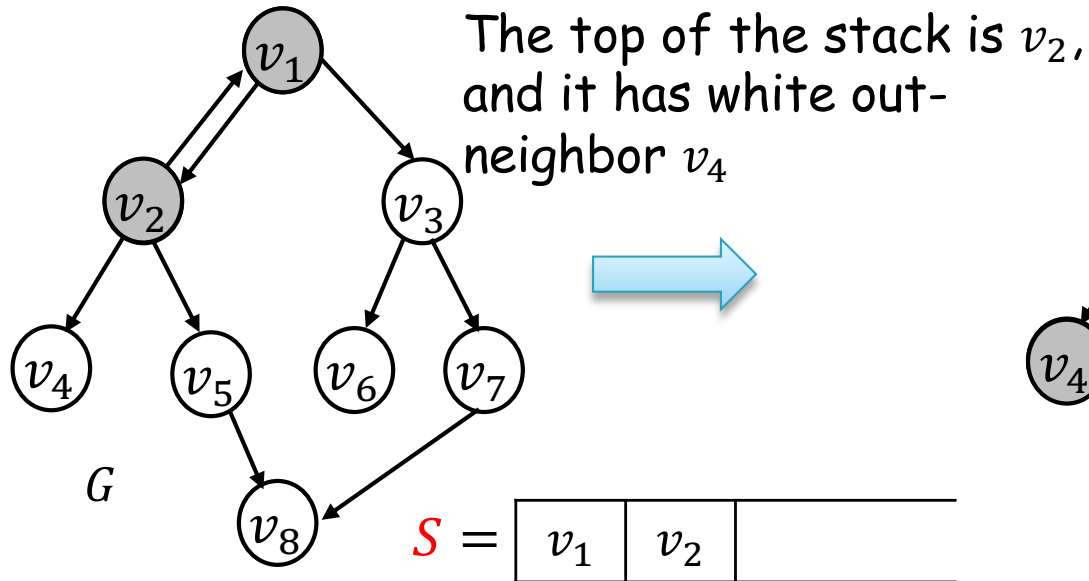 v₁
The top of the stack is v₂,
and it has white out-
neighbor v₄
v₂
v₃
v₄
v₅
v₆
v₇
v₄
G
v₈
S = v₁ v₂